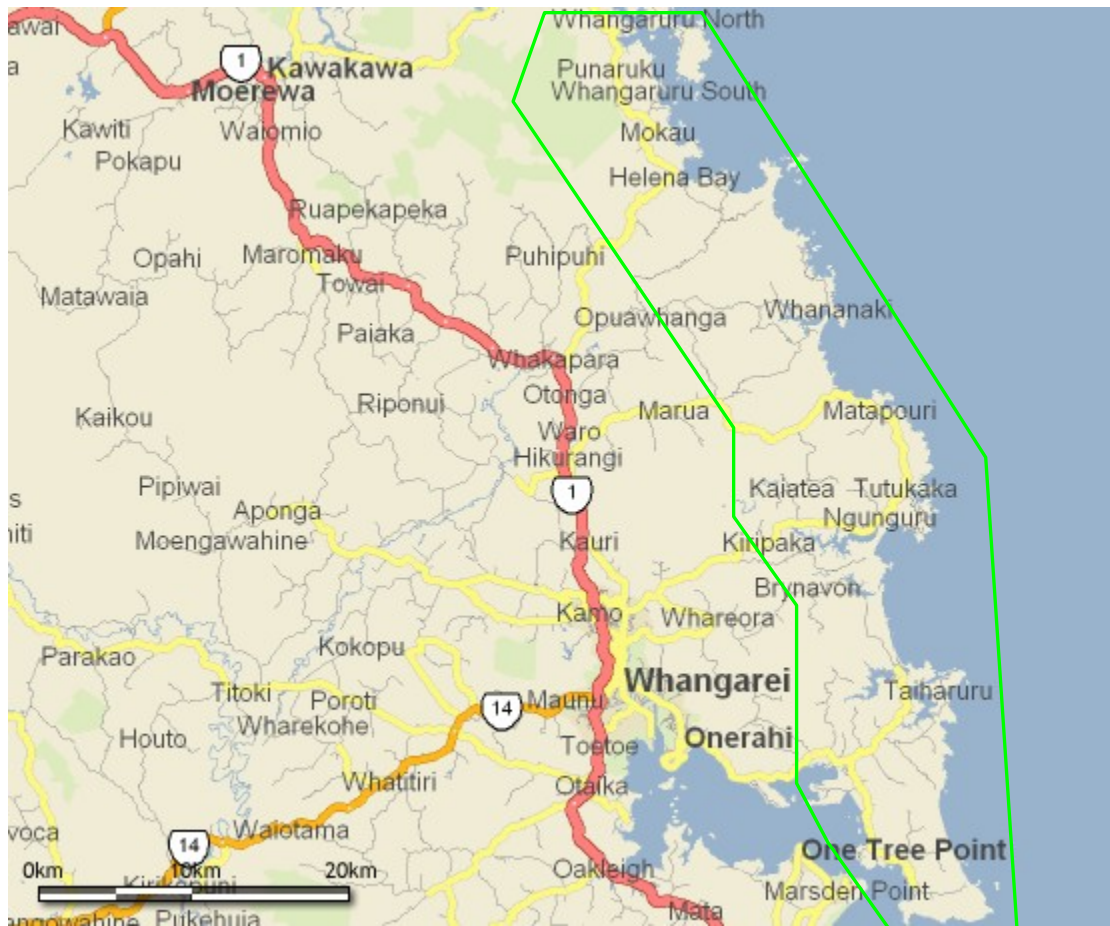 Whangaruru North
1
Kawakawa
Punaruku
Moerewa
Whangaruru South
Kawiti
Waiomio
Mokau
Pokapu
Helena Bay
Ruapekapeka
Opahi
Maromaku
Puhipuhi
Towai
Matawaia
Whananaki
Opuawhanga
Paiaka
Whakapara
Otonga
Riponui
Marua
Matapouri
Kaikou
Waro
Hikurangi
Pipiwai
Kaiatea
Tutukaka
1
Aponga
Ngunguru
Moengawahine
Kauri
Kiripaka
Brynavon
Kamo
Whareora
Kokopu
Parakao
Whangarei
Titoki
Poroti
Maunu
Taiharuru
14
Wharekohe
Houto
Onerahi
Toetoe
Whatitiri
Otaika
Waiotama
14
One Tree Point
0km
10km
20km
Oakleigh
Kirikopuni
Marsden Point
Mata
Pukehuia